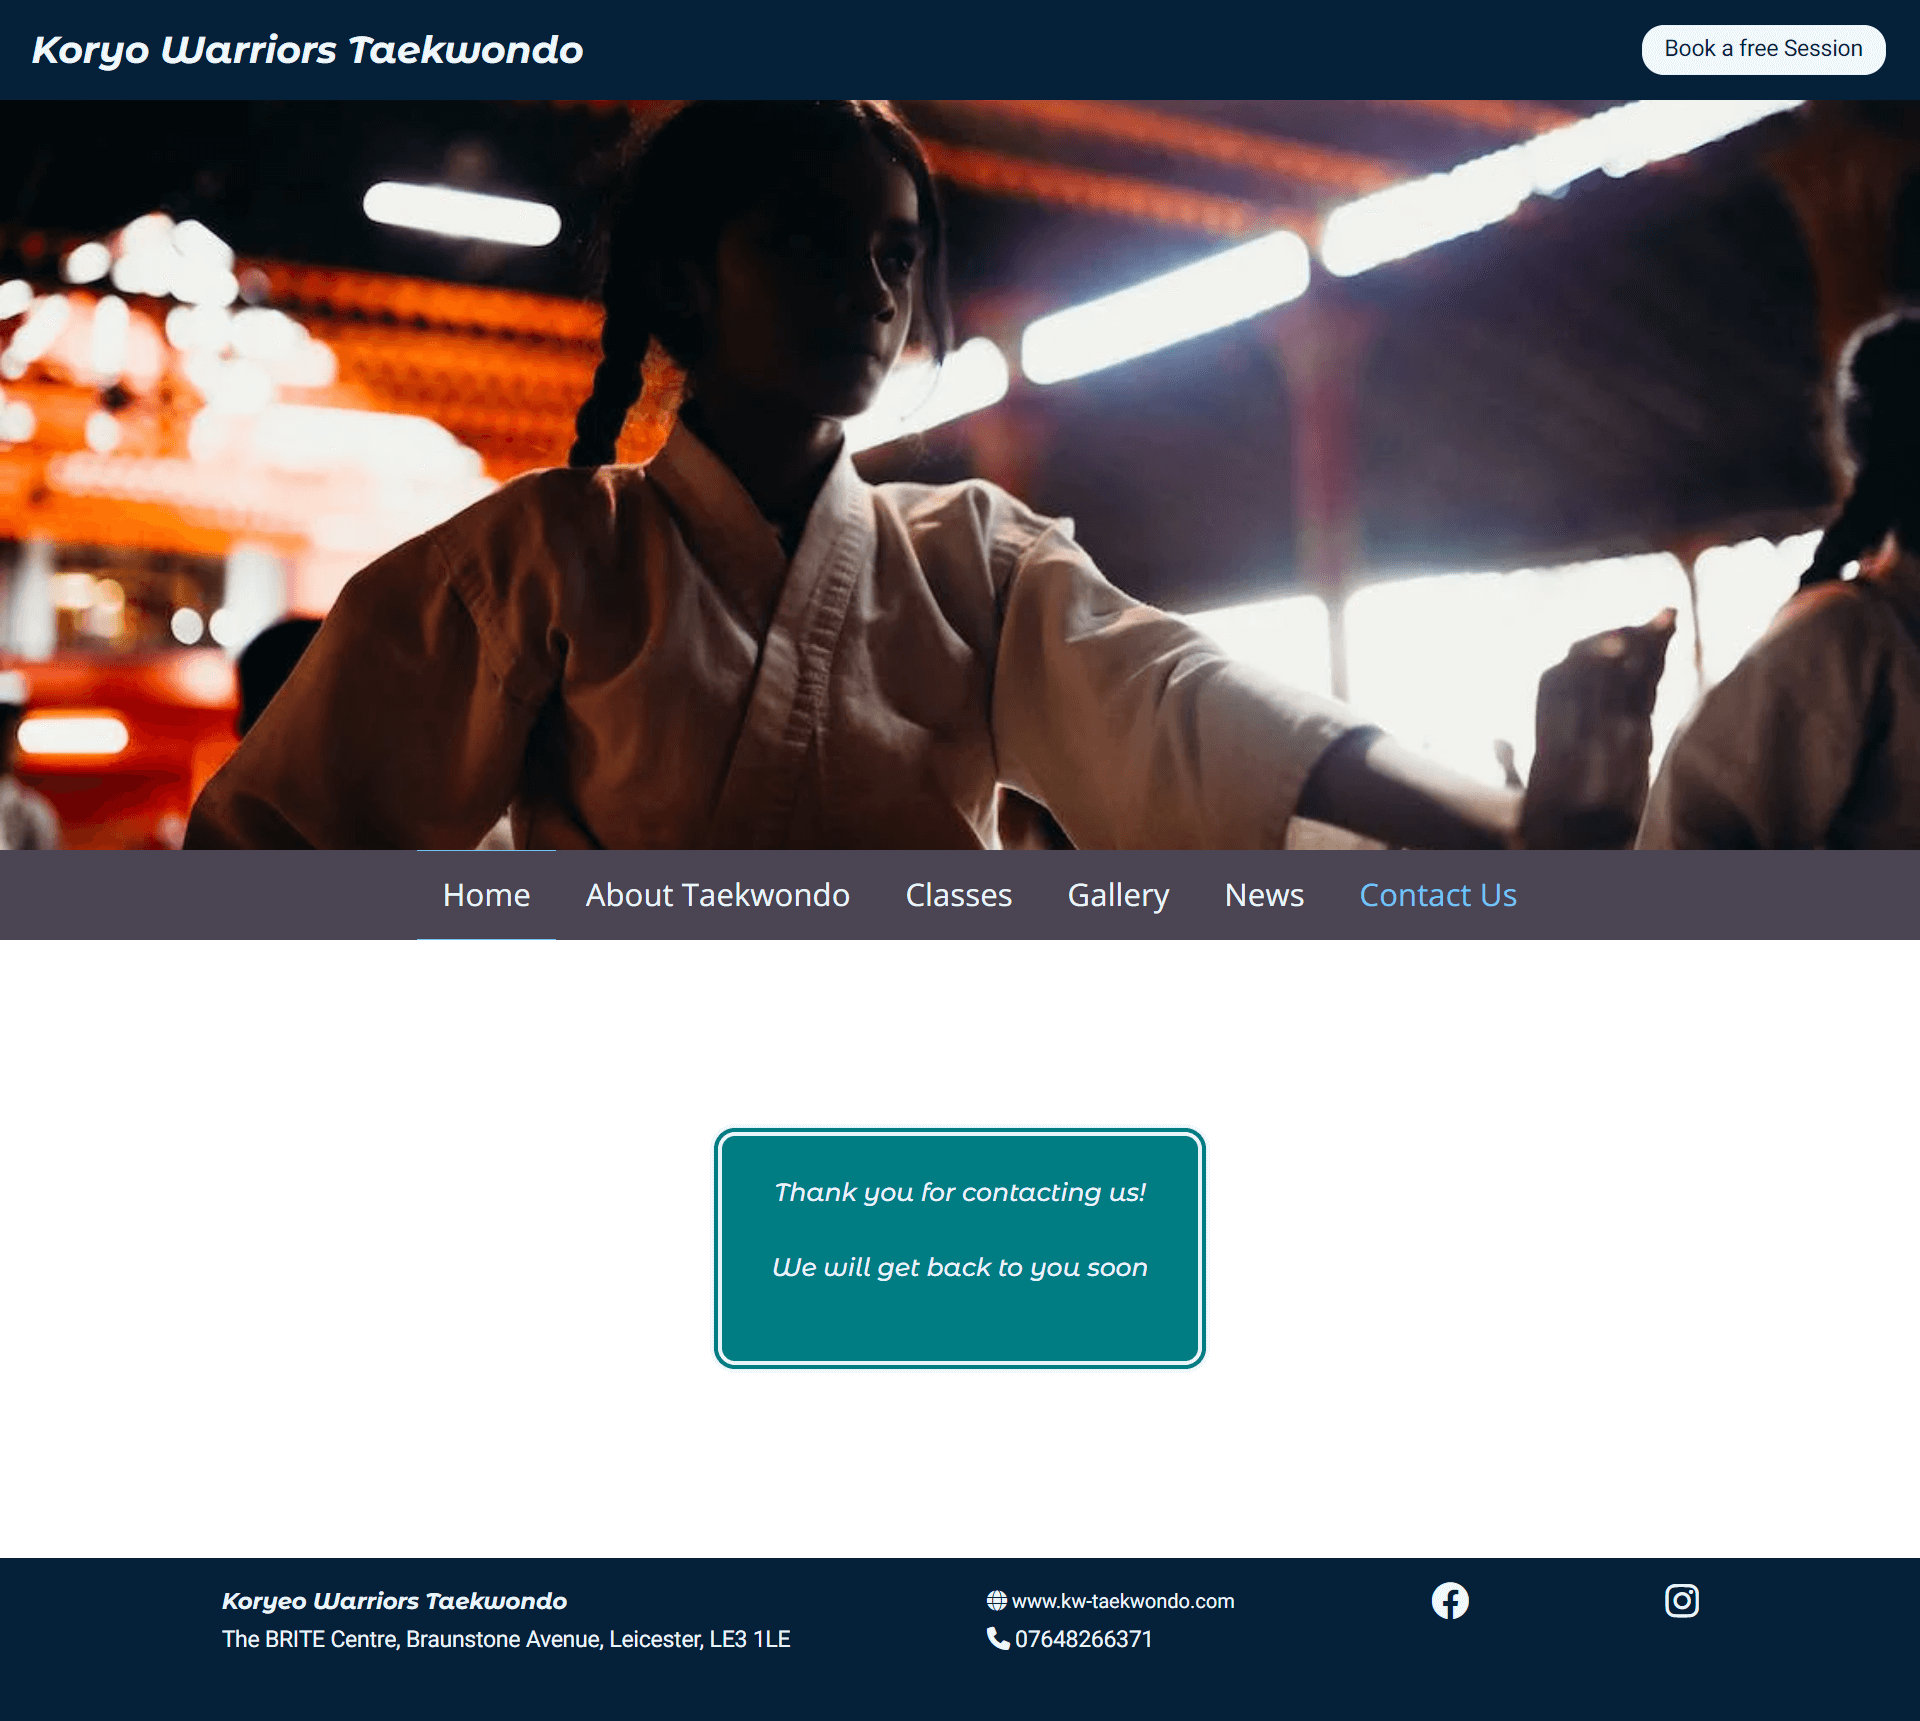 Koryo Warriors Taekwondo
Book a free Session
Home About Taekwondo Classes Gallery News Contact Us
Thank you for contacting us!
We will get back to you soon
Koryeo Warriors Taekwondo
The BRITE Centre, Braunstone Avenue, Leicester, LE3 1LE
www.kw-taekwondo.com
07648266371